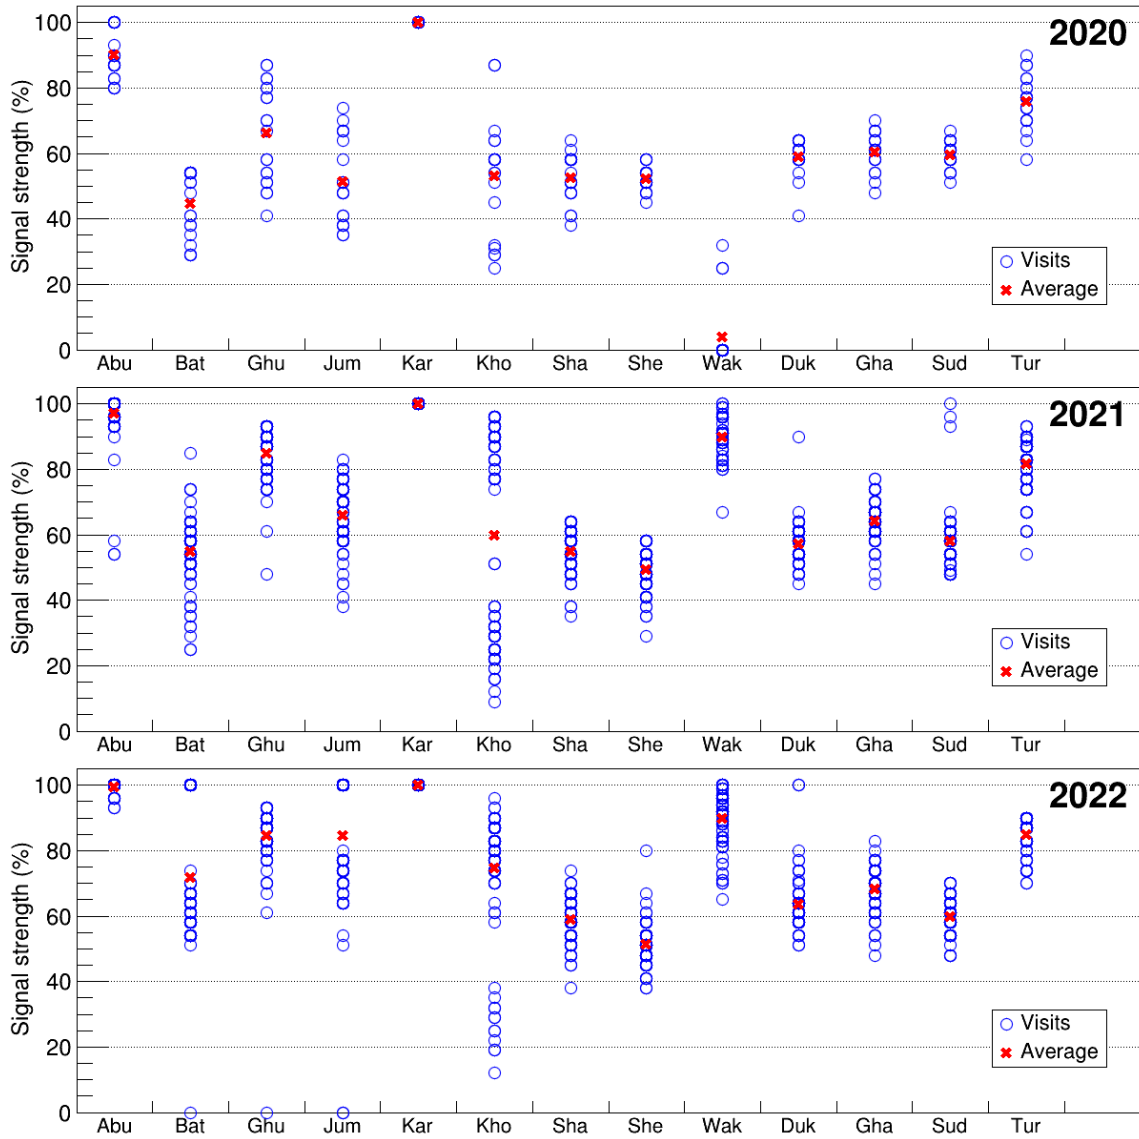 2020
Signal strength (%)
100
80
60
40
20
0
Visits
Average
Abu Bat Ghu Jum Kar Kho Sha She Wak Duk Gha Sud Tur
2021
Signal strength (%)
100
80
60
40
20
0
Visits
Average
Abu Bat Ghu Jum Kar Kho Sha She Wak Duk Gha Sud Tur
2022
Signal strength (%)
100
80
60
40
20
0
Visits
Average
Abu Bat Ghu Jum Kar Kho Sha She Wak Duk Gha Sud Tur